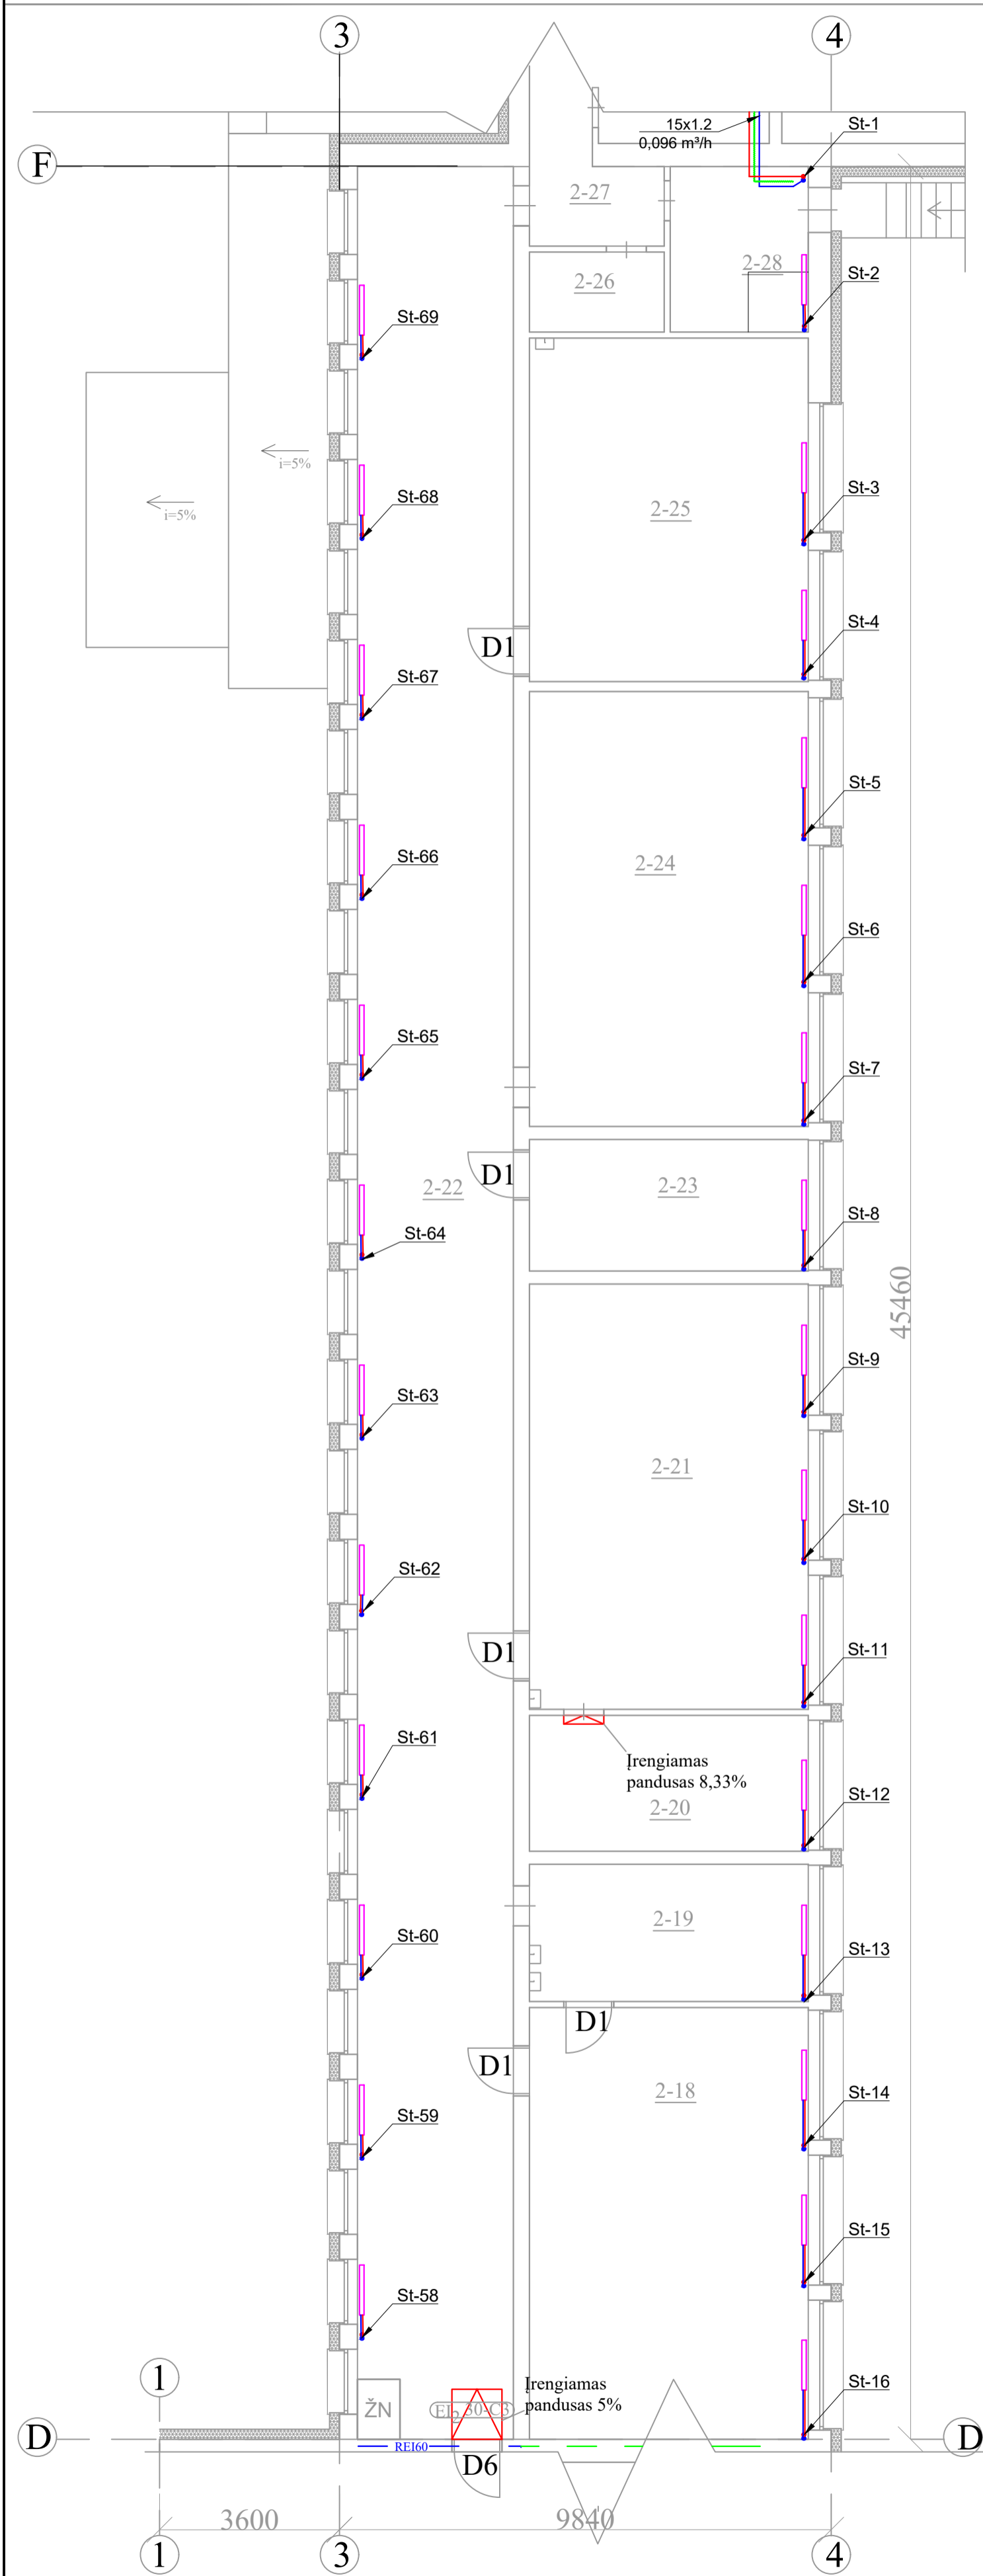 3
4
15x1.2
0,096 m³/h
St-1
F
2-27
2-28
2-26
St-2
St-69
i=5%
St-68
St-3
i=5%
2-25
St-4
D1
St-67
St-5
St-66
2-24
St-6
St-65
St-7
D1
2-22
2-23
St-8
St-64
45460
St-9
St-63
2-21
St-10
St-62
D1
St-11
St-61
Įrengiamas
pandusas 8,33%
St-12
2-20
2-19
St-60
St-13
D1
D1
2-18
St-14
St-59
St-15
St-58
1
St-16
Įrengiamas
pandusas 5%
ŽN
EI₂ 30-C3
D
REI60
D
D6
3600
9840
1
3
4